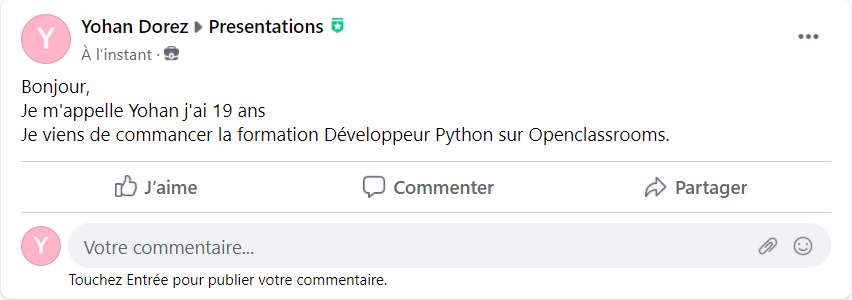 Y
Yohan Dorez Presentations
À l'instant ·
Bonjour,
Je m'appelle Yohan j'ai 19 ans
Je viens de commancer la formation Développeur Python sur Openclassrooms.
J'aime Commenter Partager
Y
Votre commentaire...
Touchez Entrée pour publier votre commentaire.